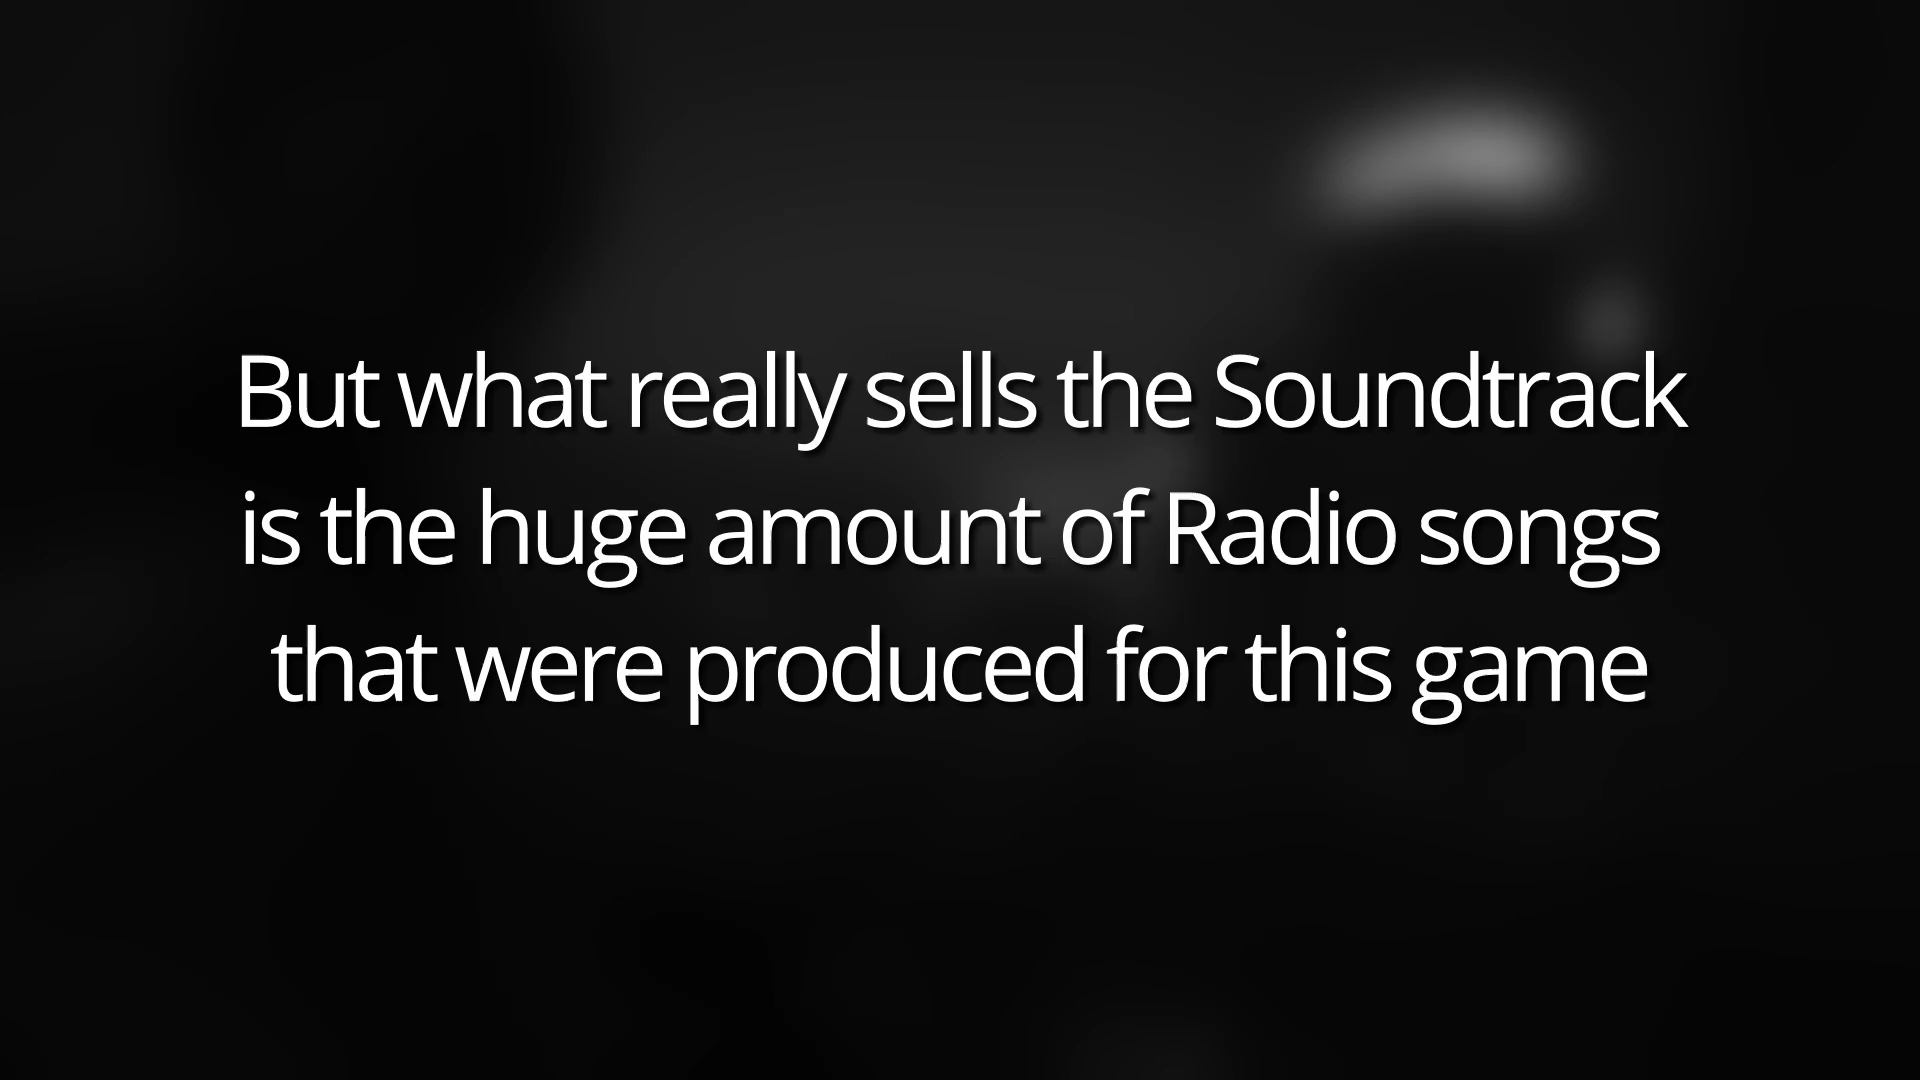 But what really sells the Soundtrack
is the huge amount of Radio songs
that were produced for this game